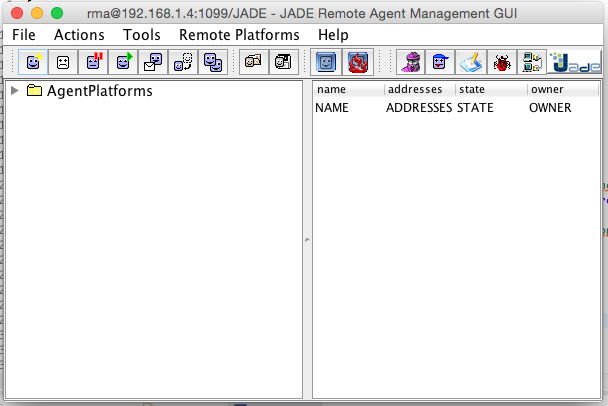 rma@192.168.1.4:1099/JADE - JADE Remote Agent Management GUI
File Actions Tools Remote Platforms Help
Jade
AgentPlatforms
name addresses state owner
NAME ADDRESSES STATE OWNER